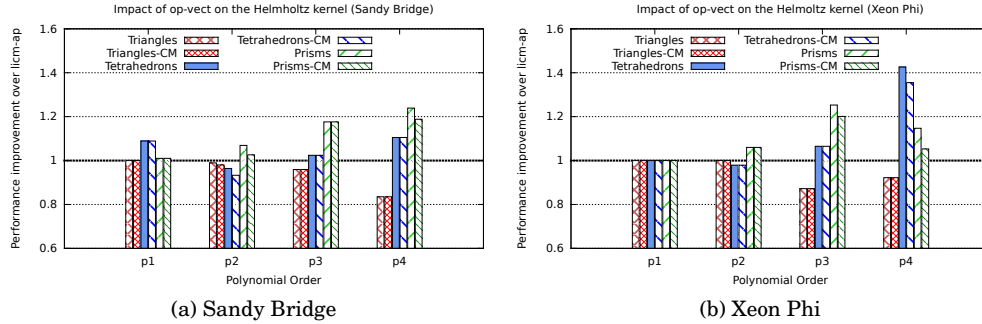 Impact of op-vect on the Helmholtz kernel (Sandy Bridge)
Performance improvement over licm-ap
1.6
1.4
1.2
1
0.8
0.6
Triangles
Triangles-CM
Tetrahedrons
Tetrahedrons-CM
Prisms
Prisms-CM
p1 p2 p3 p4
Polynomial Order
(a) Sandy Bridge
Impact of op-vect on the Helmoltz kernel (Xeon Phi)
Performance improvement over licm-ap
1.6
1.4
1.2
1
0.8
0.6
Triangles
Triangles-CM
Tetrahedrons
Tetrahedrons-CM
Prisms
Prisms-CM
p1 p2 p3 p4
Polynomial Order
(b) Xeon Phi